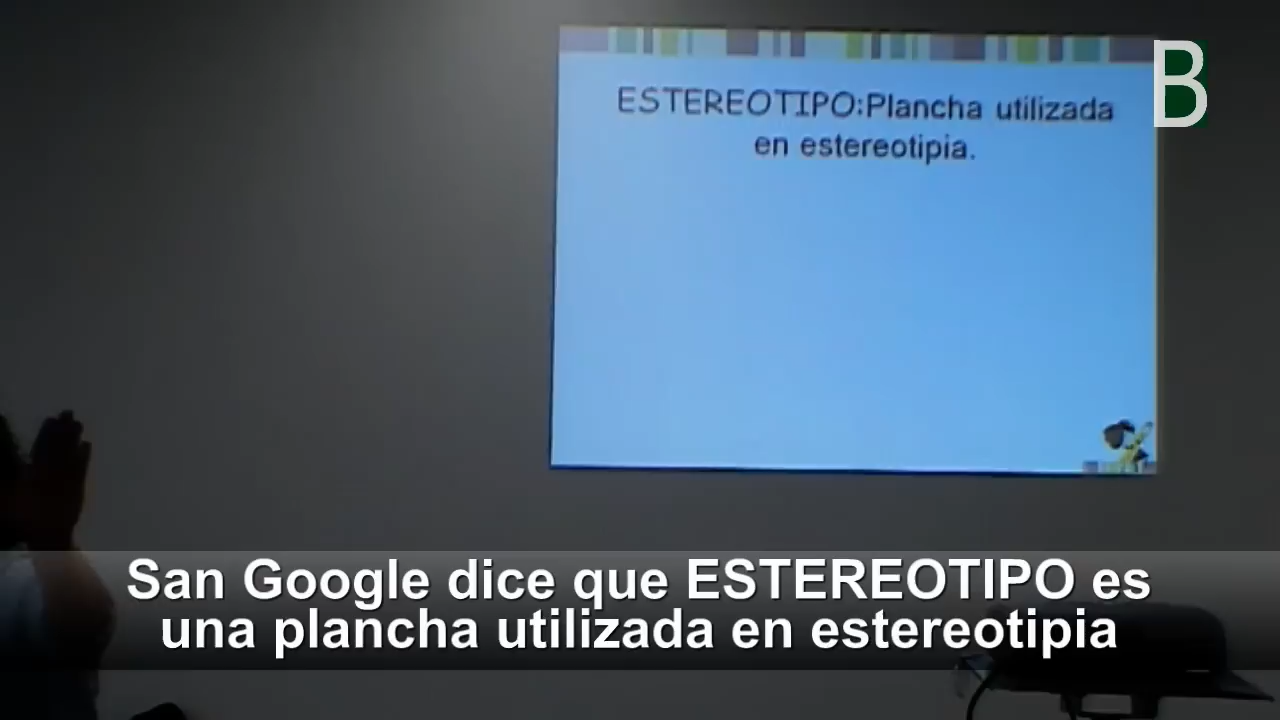 B
ESTEREOTIPO:Plancha utilizada
en estereotipia.
San Google dice que ESTEREOTIPO es
una plancha utilizada en estereotipia